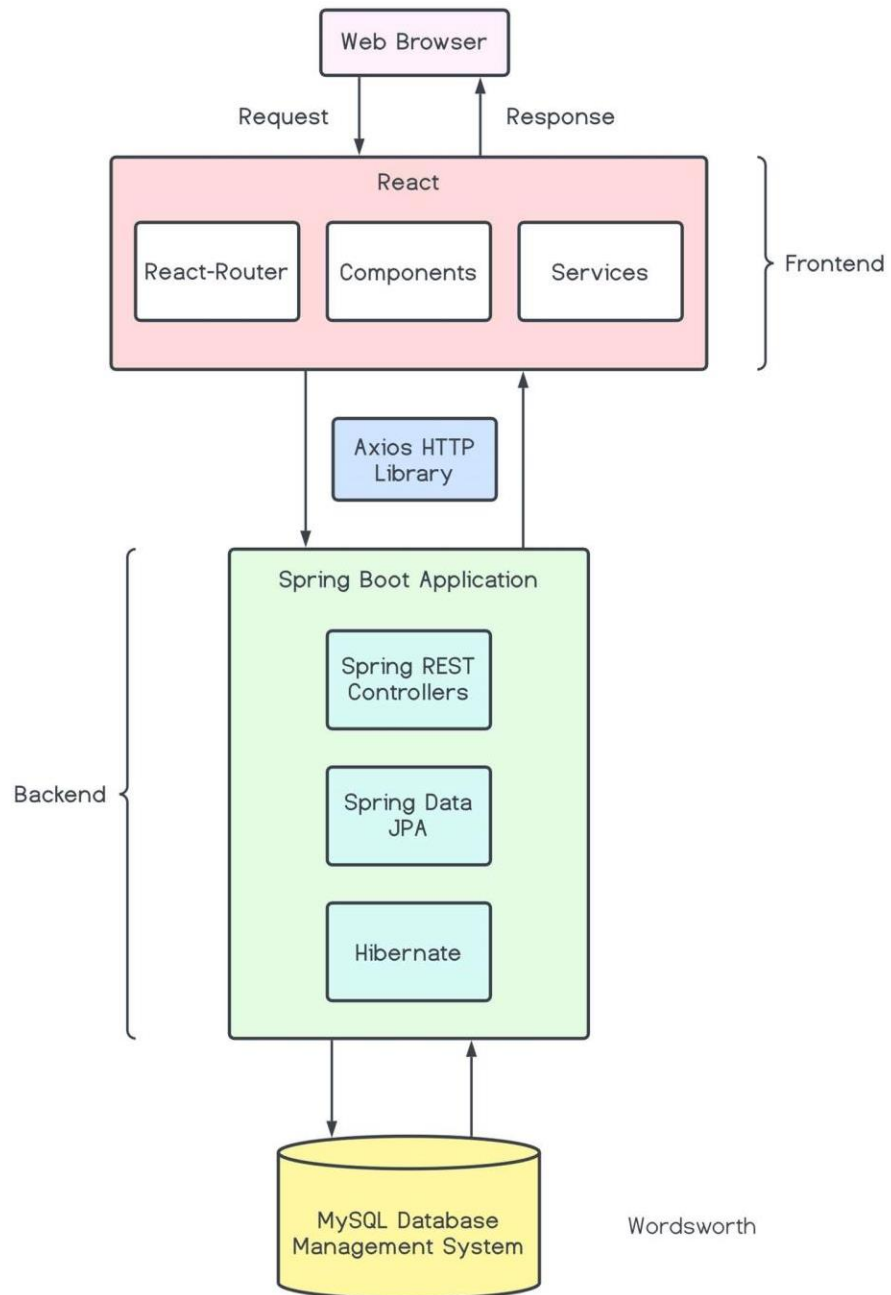 Web Browser
Request
Response
React
React-Router
Components
Services
Frontend
Axios HTTP
Library
Spring Boot Application
Spring REST
Controllers
Backend
Spring Data
JPA
Hibernate
MySQL Database
Management System
Wordsworth